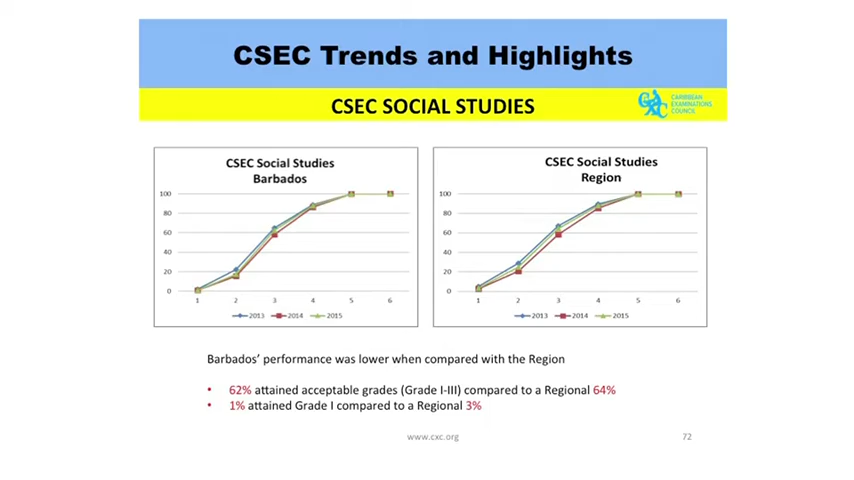 CSEC Trends and Highlights
CSEC SOCIAL STUDIES
CXC
CARIBBEAN
EXAMINATIONS
COUNCIL
CSEC Social Studies
Barbados
100
80
60
40
20
0
1 2 3 4 5 6
2013 2014 2015
CSEC Social Studies
Region
100
80
60
40
20
0
1 2 3 4 5 6
2013 2014 2015
Barbados’ performance was lower when compared with the Region
• 62% attained acceptable grades (Grade I-III) compared to a Regional 64%
• 1% attained Grade I compared to a Regional 3%
www.cxc.org
72